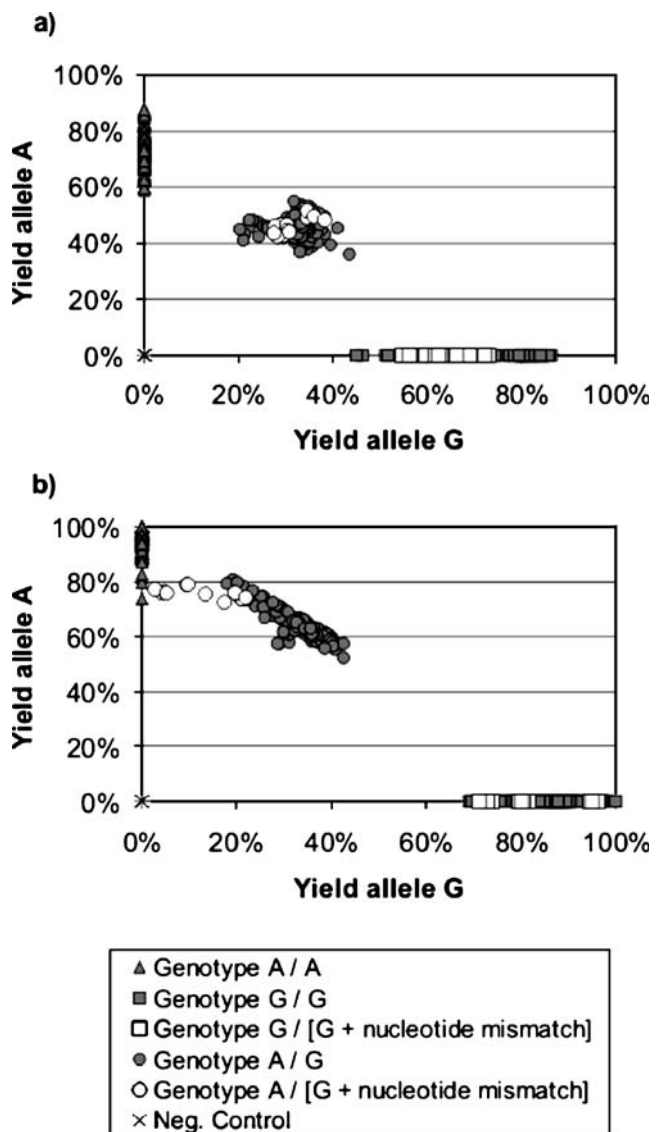 a)
100%
80%
60%
40%
20%
0%
Yield allele A
0% 20% 40% 60% 80% 100%
Yield allele G
b)
100%
80%
60%
40%
20%
0%
Yield allele A
0% 20% 40% 60% 80% 100%
Yield allele G
Genotype A / A
Genotype G / G
Genotype G / [G + nucleotide mismatch]
Genotype A / G
Genotype A / [G + nucleotide mismatch]
Neg. Control